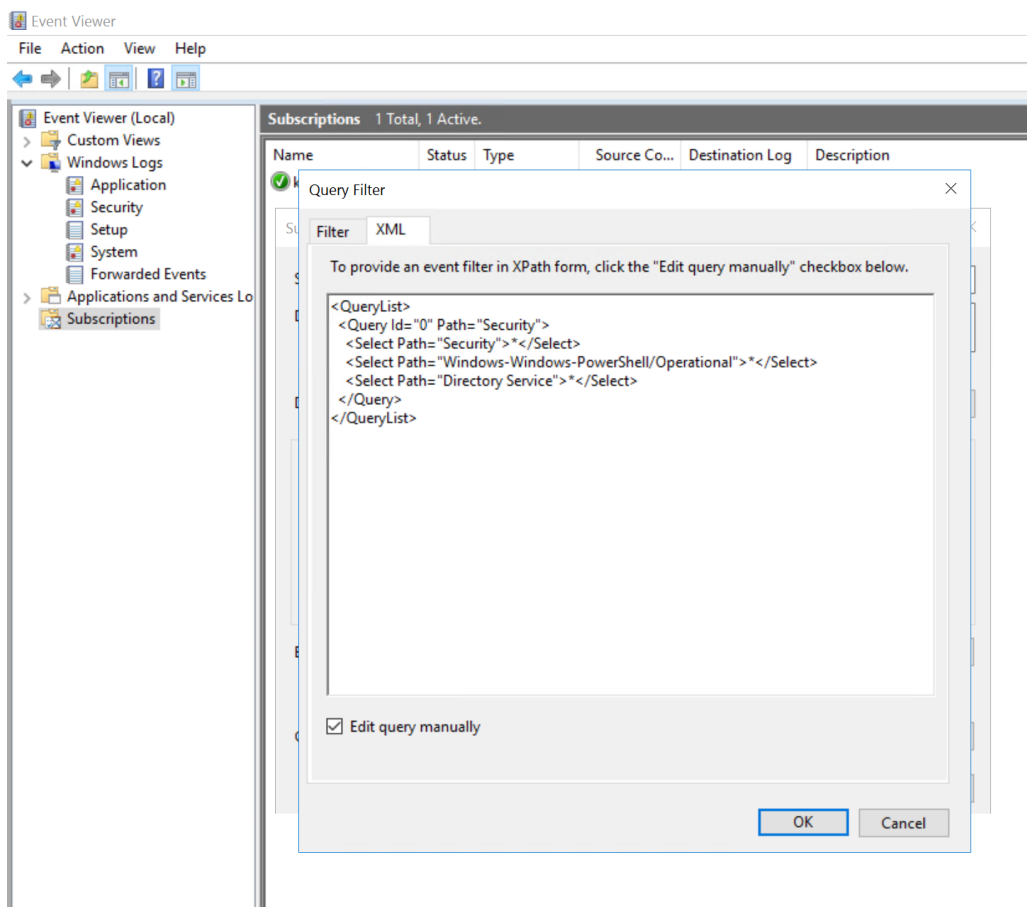 Event Viewer
File Action View Help
Event Viewer (Local)
Custom Views
Windows Logs
Application
Security
Setup
System
Forwarded Events
Applications and Services Lo
Subscriptions
Subscriptions 1 Total, 1 Active.
Name Status Type Source Co... Destination Log Description
Query Filter
Filter XML
To provide an event filter in XPath form, click the "Edit query manually" checkbox below.
<QueryList>
<Query Id="0" Path="Security">
<Select Path="Security">*</Select>
<Select Path="Windows-Windows-PowerShell/Operational">*</Select>
<Select Path="Directory Service">*</Select>
</Query>
</QueryList>
Edit query manually
OK Cancel